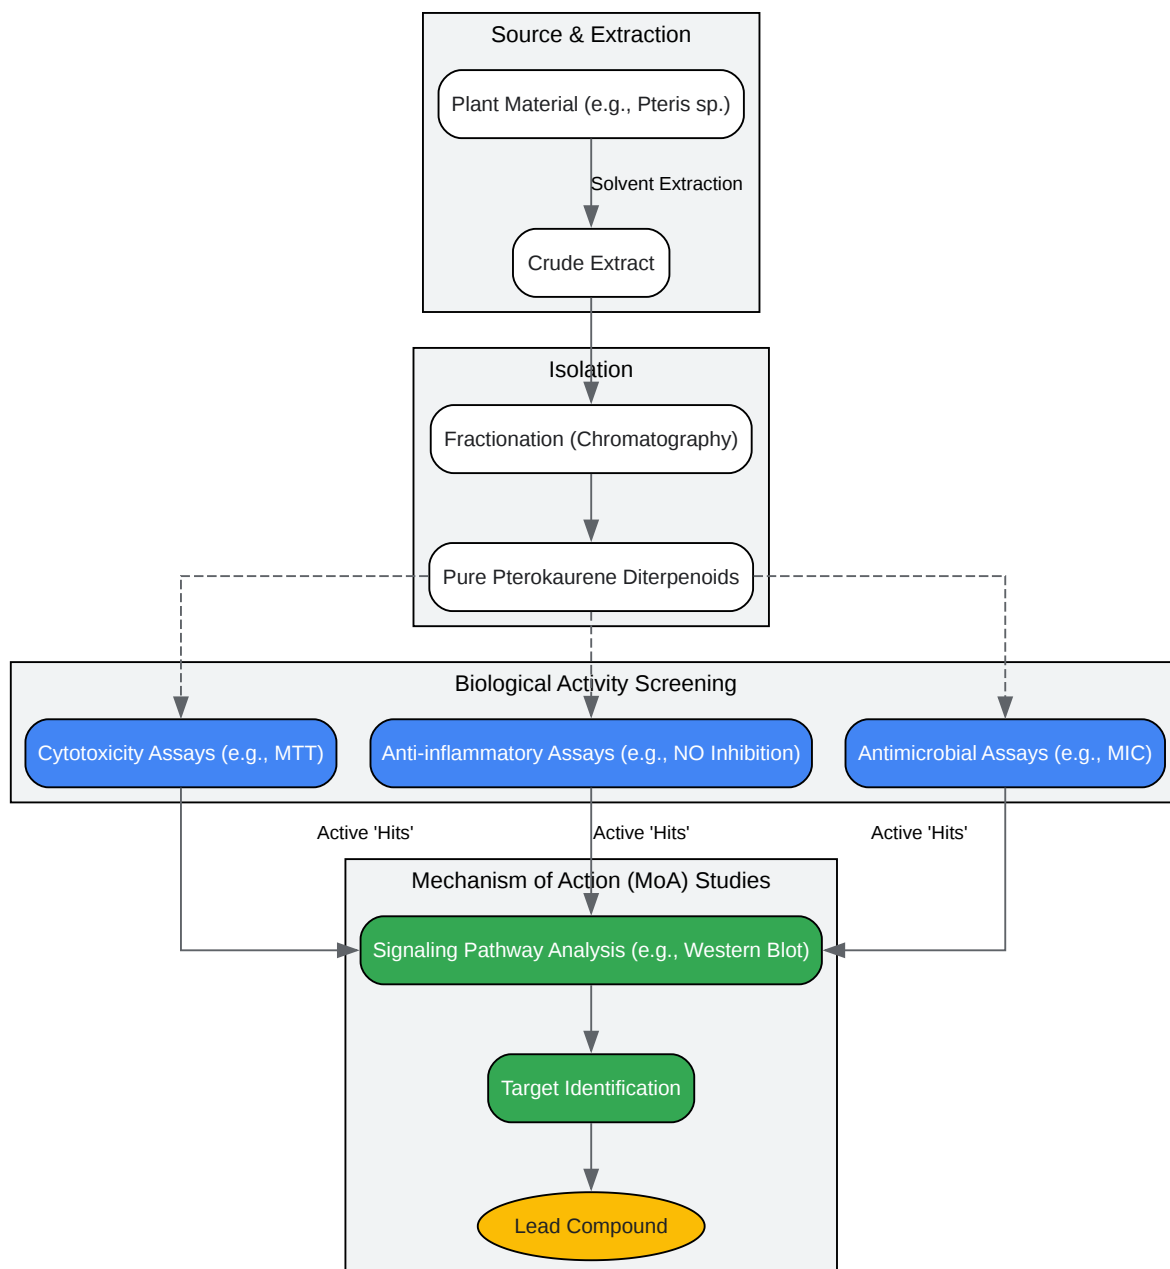 Source & Extraction
Plant Material (e.g., Pteris sp.)
Solvent Extraction
Crude Extract
Isolation
Fractionation (Chromatography)
Pure Pterokaurene Diterpenoids
Biological Activity Screening
Cytotoxicity Assays (e.g., MTT)
Anti-inflammatory Assays (e.g., NO Inhibition)
Antimicrobial Assays (e.g., MIC)
Active 'Hits'
Active 'Hits'
Active 'Hits'
Mechanism of Action (MoA) Studies
Signaling Pathway Analysis (e.g., Western Blot)
Target Identification
Lead Compound